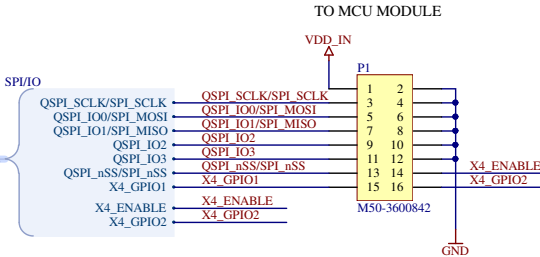 TO MCU MODULE
VDD_IN
P1
SPI/IO
1 2
QSPI_SCLK/SPI_SCLK QSPI_SCLK/SPI_SCLK 3 4
QSPI_IO0/SPI_MOSI QSPI_IO0/SPI_MOSI 5 6
QSPI_IO1/SPI_MISO QSPI_IO1/SPI_MISO 7 8
QSPI_IO2 QSPI_IO2 9 10
QSPI_IO3 QSPI_IO3 11 12
QSPI_nSS/SPI_nSS QSPI_nSS/SPI_nSS 13 14 X4_ENABLE
X4_GPIO1 X4_GPIO1 15 16 X4_GPIO2
X4_ENABLE X4_ENABLE
M50-3600842
X4_GPIO2 X4_GPIO2
GND